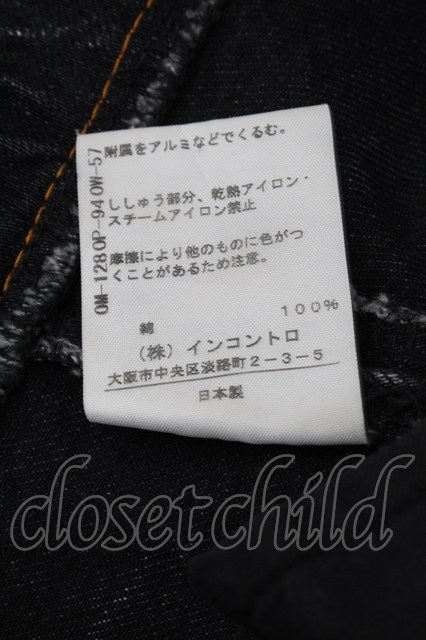 附属をアルミなどでくるむ。
ししゅう部分、乾熱アイロン・
スチームアイロン禁止
摩擦により他のものに色がつ
くことがあるため注意。
綿 100%
(株) インコントロ
大阪市中央区淡路町2-3-5
日本製
OM-1280P-940W-57
closetchild